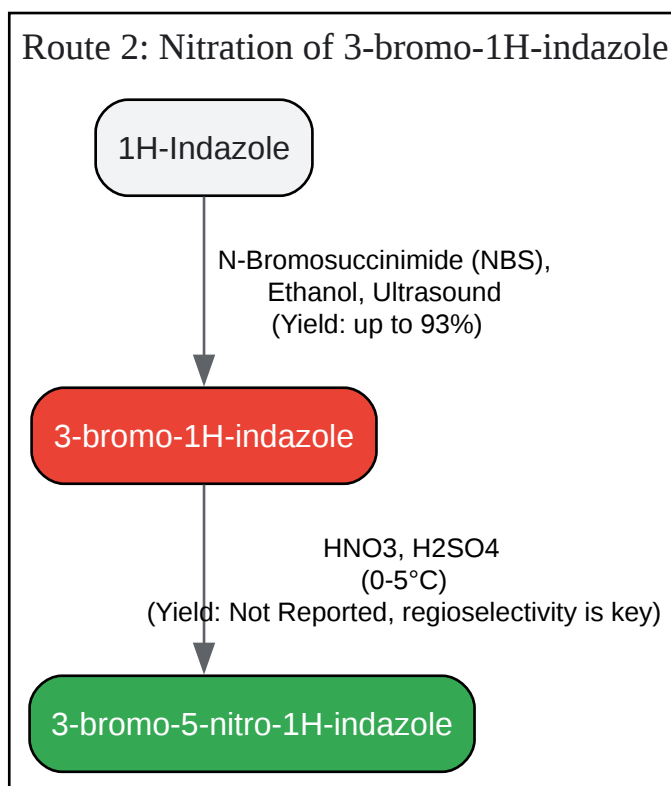 Route 2: Nitration of 3-bromo-1H-indazole
1H-Indazole
N-Bromosuccinimide (NBS),
Ethanol, Ultrasound
(Yield: up to 93%)
3-bromo-1H-indazole
HNO3, H2SO4
(0-5°C)
(Yield: Not Reported, regioselectivity is key)
3-bromo-5-nitro-1H-indazole